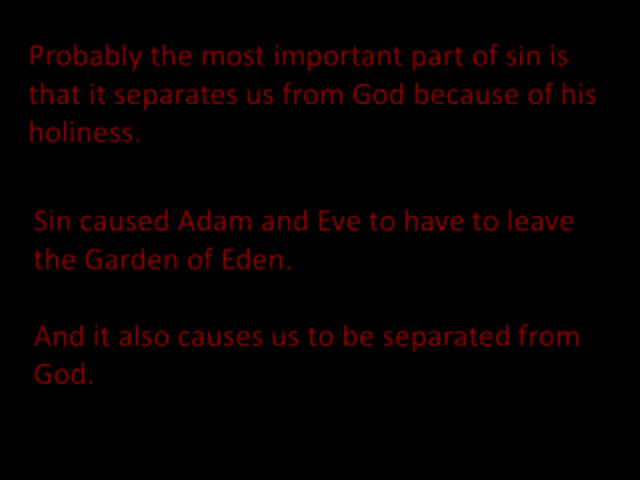 Probably the most important part of sin is
that it separates us from God because of his
holiness.
Sin caused Adam and Eve to have to leave
the Garden of Eden.
And it also causes us to be separated from
God.